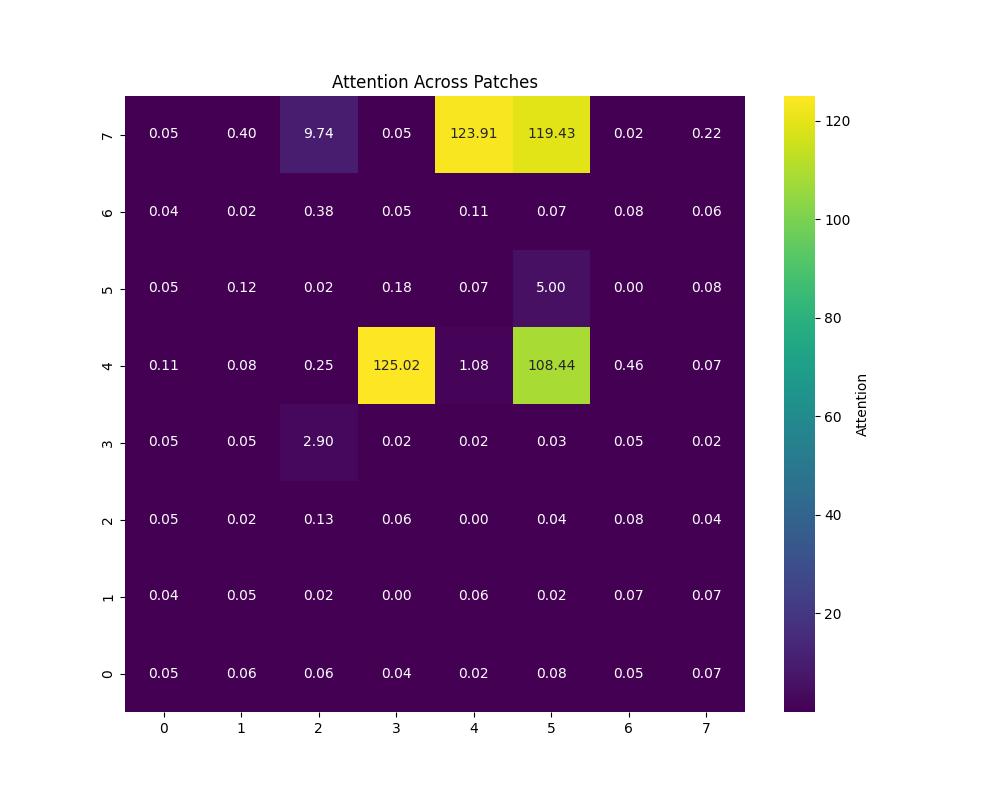 Attention Across Patches
7 0.05 0.40 9.74 0.05 123.91 119.43 0.02 0.22
6 0.04 0.02 0.38 0.05 0.11 0.07 0.08 0.06
5 0.05 0.12 0.02 0.18 0.07 5.00 0.00 0.08
4 0.11 0.08 0.25 125.02 1.08 108.44 0.46 0.07
3 0.05 0.05 2.90 0.02 0.02 0.03 0.05 0.02
2 0.05 0.02 0.13 0.06 0.00 0.04 0.08 0.04
1 0.04 0.05 0.02 0.00 0.06 0.02 0.07 0.07
0 0.05 0.06 0.06 0.04 0.02 0.08 0.05 0.07
0 1 2 3 4 5 6 7
120
100
80
60
40
20
Attention